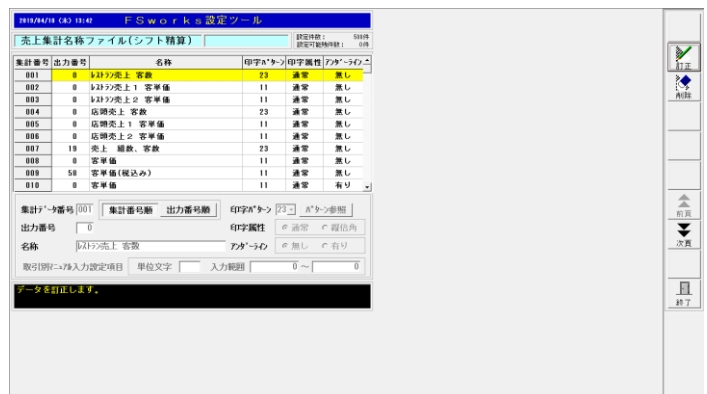 2019/04/10 (水) 13:42 FSworks設定ツール
売上集計名称ファイル(シフト精算) 設定件数: 500件
設定可能残件数: 0件
集計番号 出力番号 名称 印字ﾊﾟﾀｰﾝ 印字属性 ｱﾝﾀﾞｰﾗｲﾝ
001 0 ﾚｽﾄﾗﾝ売上 客数 23 通常 無し
002 0 ﾚｽﾄﾗﾝ売上1 客単価 11 通常 無し
003 0 ﾚｽﾄﾗﾝ売上2 客単価 11 通常 無し
004 0 店頭売上 客数 23 通常 無し
005 0 店頭売上1 客単価 11 通常 無し
006 0 店頭売上2 客単価 11 通常 無し
007 19 売上 組数、客数 23 通常 無し
008 0 客単価 11 通常 無し
009 58 客単価(税込み) 11 通常 無し
010 0 客単価 11 通常 有り
集計ﾃﾞｰﾀ番号 001 集計番号順 出力番号順 印字ﾊﾟﾀｰﾝ 23 ﾊﾟﾀｰﾝ参照
出力番号 0 印字属性 通常 縦倍角
名称 ﾚｽﾄﾗﾝ売上 客数 ｱﾝﾀﾞｰﾗｲﾝ 無し 有り
取引別ﾏﾆｭｱﾙ入力設定項目 単位文字 入力範囲 0 ～ 0
データを訂正します。
訂正
削除
前頁
次頁
終了